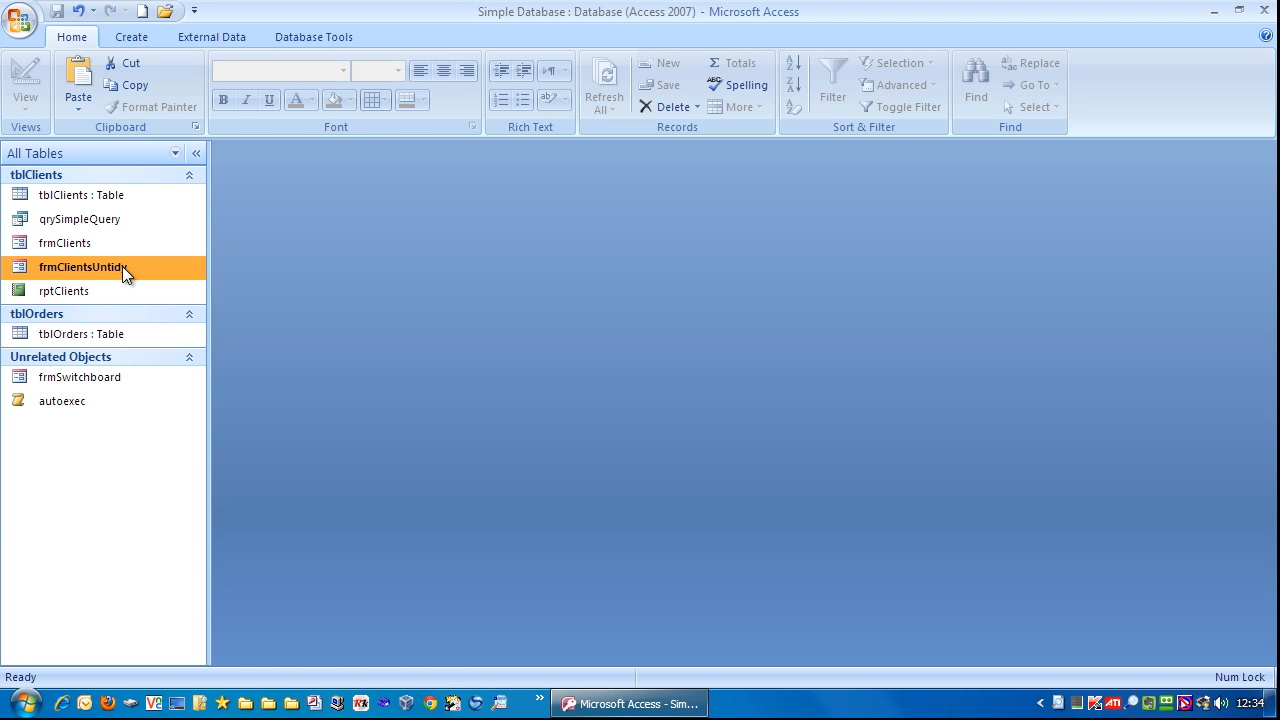 Simple Database : Database (Access 2007) - Microsoft Access
Home Create External Data Database Tools
View
Views
Paste
Cut
Copy
Format Painter
Clipboard
B I U A
Font
Rich Text
Refresh All
New
Save
Delete
Totals
Spelling
More
Records
Filter
Selection
Advanced
Toggle Filter
Sort & Filter
Find
Replace
Go To
Select
Find
All Tables
tblClients
tblClients : Table
qrySimpleQuery
frmClients
frmClientsUntidy
rptClients
tblOrders
tblOrders : Table
Unrelated Objects
frmSwitchboard
autoexec
Ready
Num Lock
Microsoft Access - Sim...
12:34